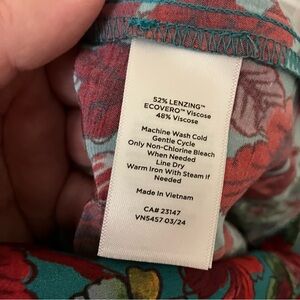 52% LENZING™
ECOVERO™ Viscose
48% Viscose
Machine Wash Cold
Gentle Cycle
Only Non-Chlorine Bleach
When Needed
Line Dry
Warm Iron With Steam If
Needed
Made In Vietnam
CA# 23147
VN5457 03/24